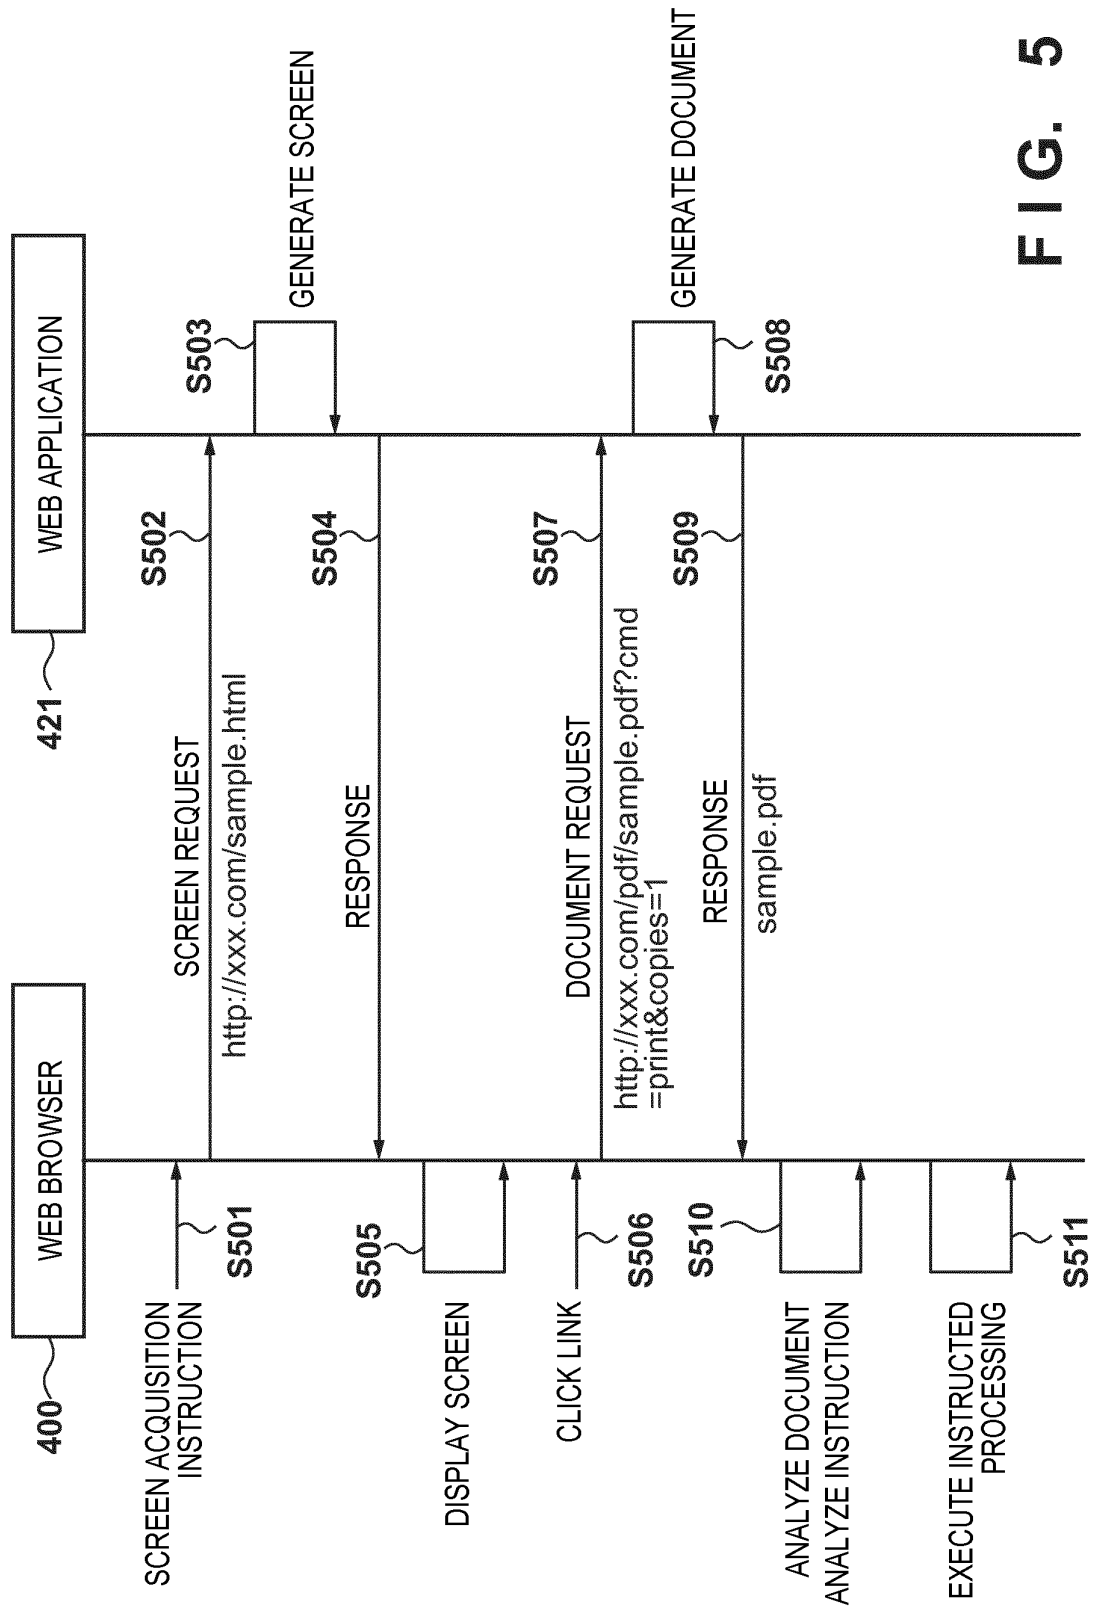 400
WEB BROWSER
421
WEB APPLICATION
SCREEN ACQUISITION
INSTRUCTION
S501
SCREEN REQUEST
S502
http://xxx.com/sample.html
S503
GENERATE SCREEN
RESPONSE
S504
S505
DISPLAY SCREEN
CLICK LINK
S506
DOCUMENT REQUEST
S507
http://xxx.com/pdf/sample.pdf?cmd
=print&copies=1
GENERATE DOCUMENT
S508
RESPONSE
S509
sample.pdf
S510
ANALYZE DOCUMENT
ANALYZE INSTRUCTION
EXECUTE INSTRUCTED
PROCESSING
S511
FIG. 5